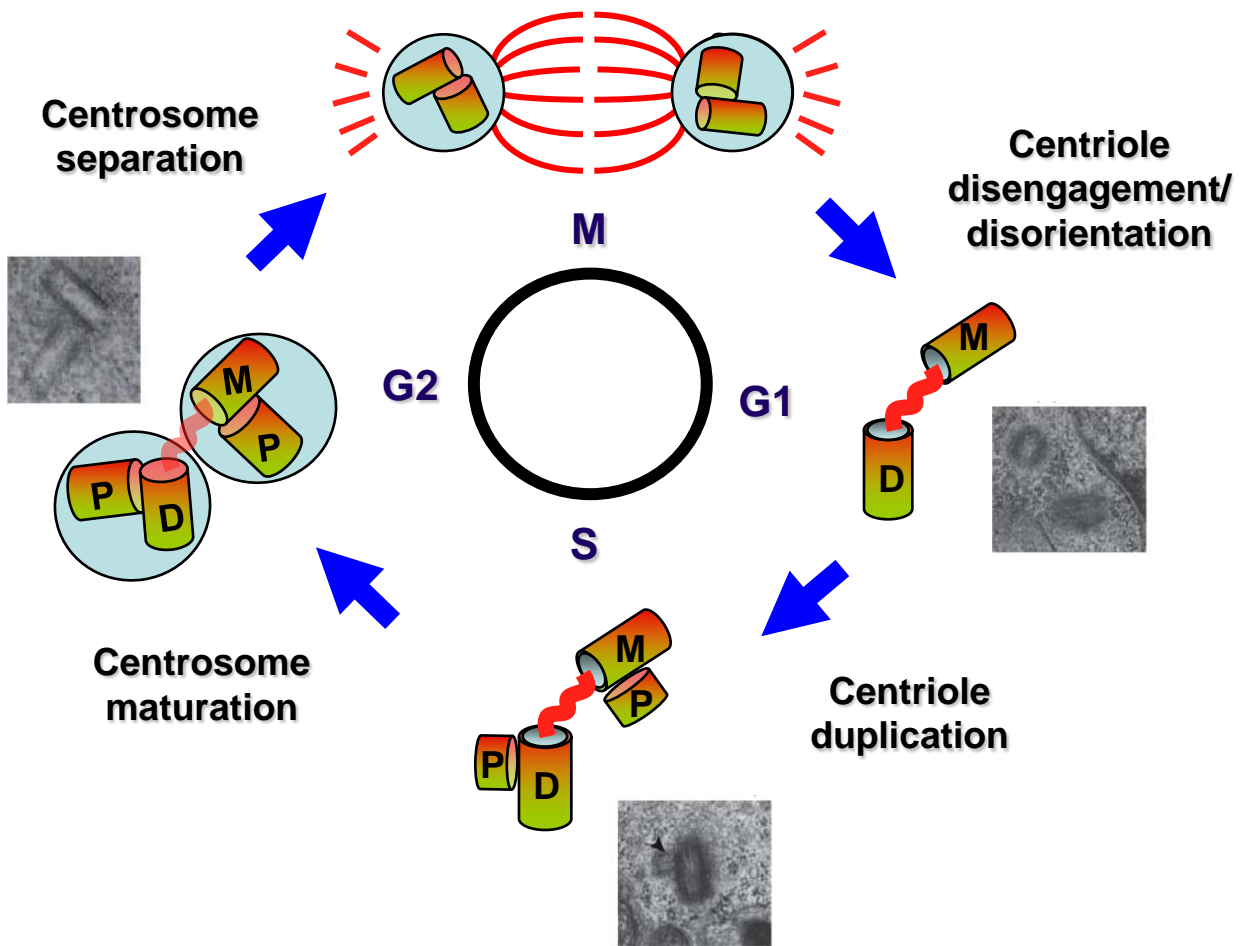 Centrosome
separation
M
Centriole
disengagement/
disorientation
M
D
G1
G2
M
P
P
D
S
M
P
P
D
Centrosome
maturation
Centriole
duplication